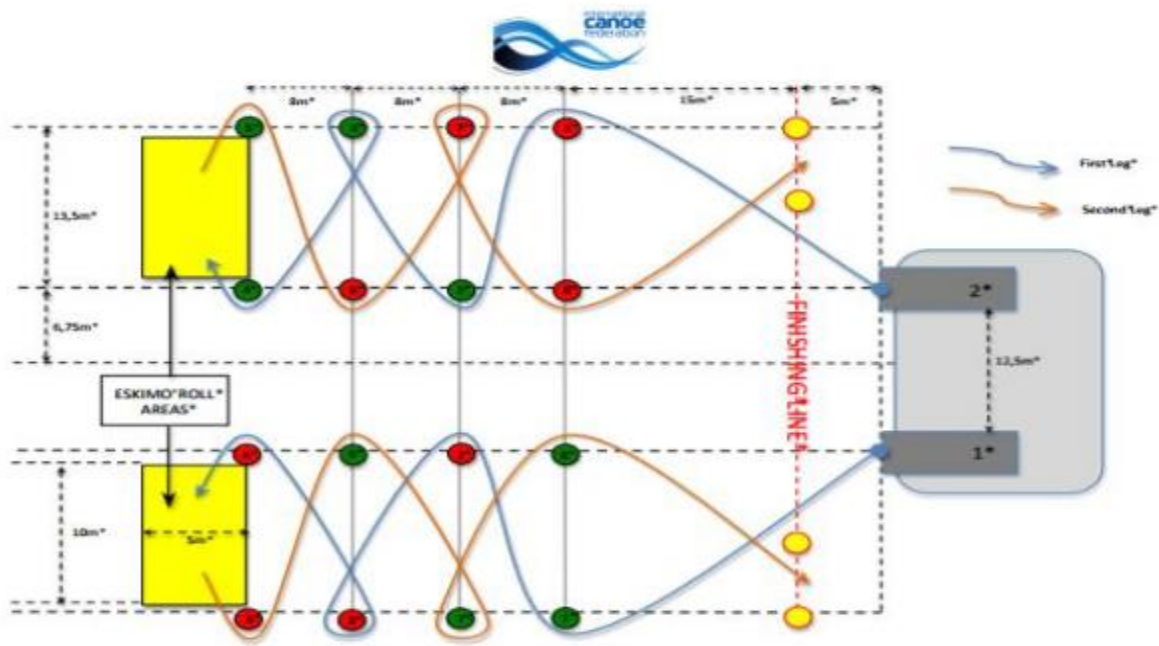 international
canoe
federation
8m*
8m*
8m*
15m*
5m*
First'Leg*
Second'Leg*
13,5m*
6,75m*
2*
12,5m*
FINISHING'LINE*
ESKIMO'ROLL*
AREAS*
1*
10m*
5m*